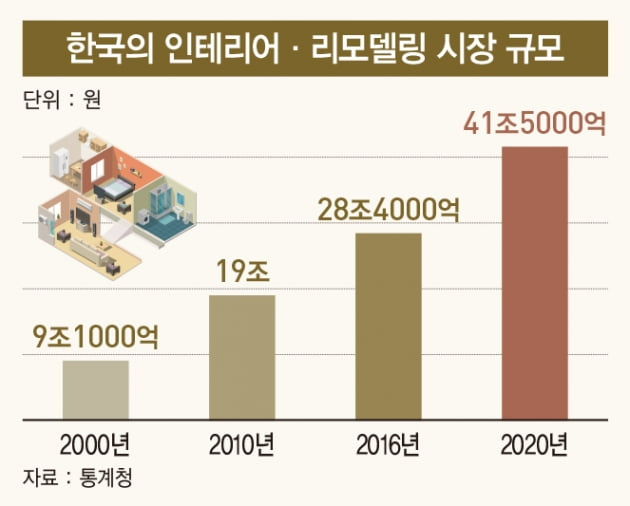 한국의 인테리어 · 리모델링 시장 규모
단위 : 원
41조5000억
28조4000억
19조
9조1000억
2000년 2010년 2016년 2020년
자료 : 통계청